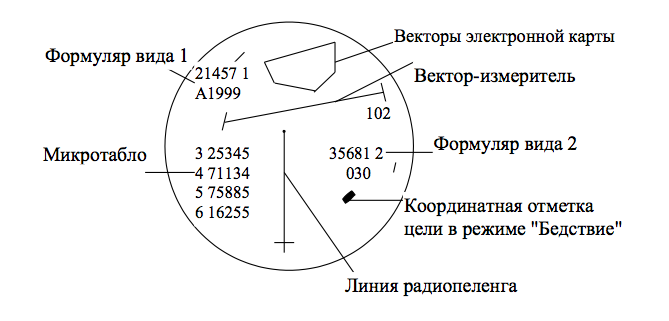 Векторы электронной карты
Формуляр вида 1
21457 1
А1999
Вектор-измеритель
102
Микротабло
3 25345
4 71134
5 75885
6 16255
35681 2
030
Формуляр вида 2
Координатная отметка
цели в режиме "Бедствие"
Линия радиопеленга